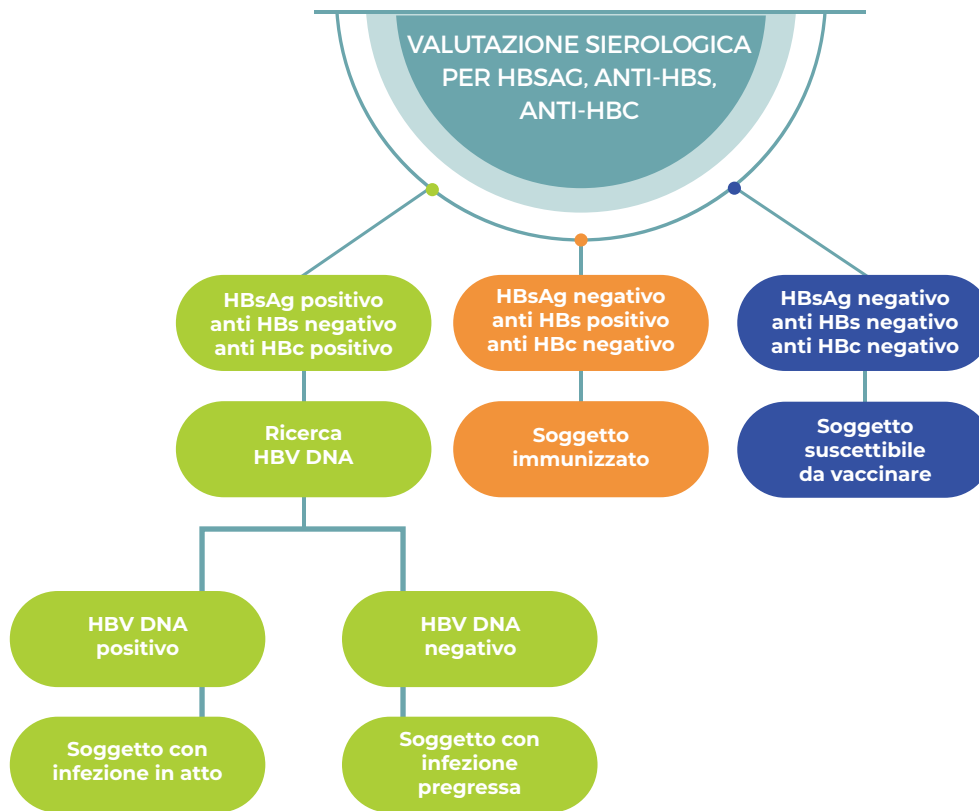 VALUTAZIONE SIEROLOGICA
PER HBSAG, ANTI-HBS,
ANTI-HBC
HBsAg positivo
anti HBs negativo
anti HBc positivo
HBsAg negativo
anti HBs positivo
anti HBc negativo
HBsAg negativo
anti HBs negativo
anti HBc negativo
Ricerca
HBV DNA
Soggetto
immunizzato
Soggetto
suscettibile
da vaccinare
HBV DNA
positivo
HBV DNA
negativo
Soggetto con
infezione in atto
Soggetto con
infezione
pregressa